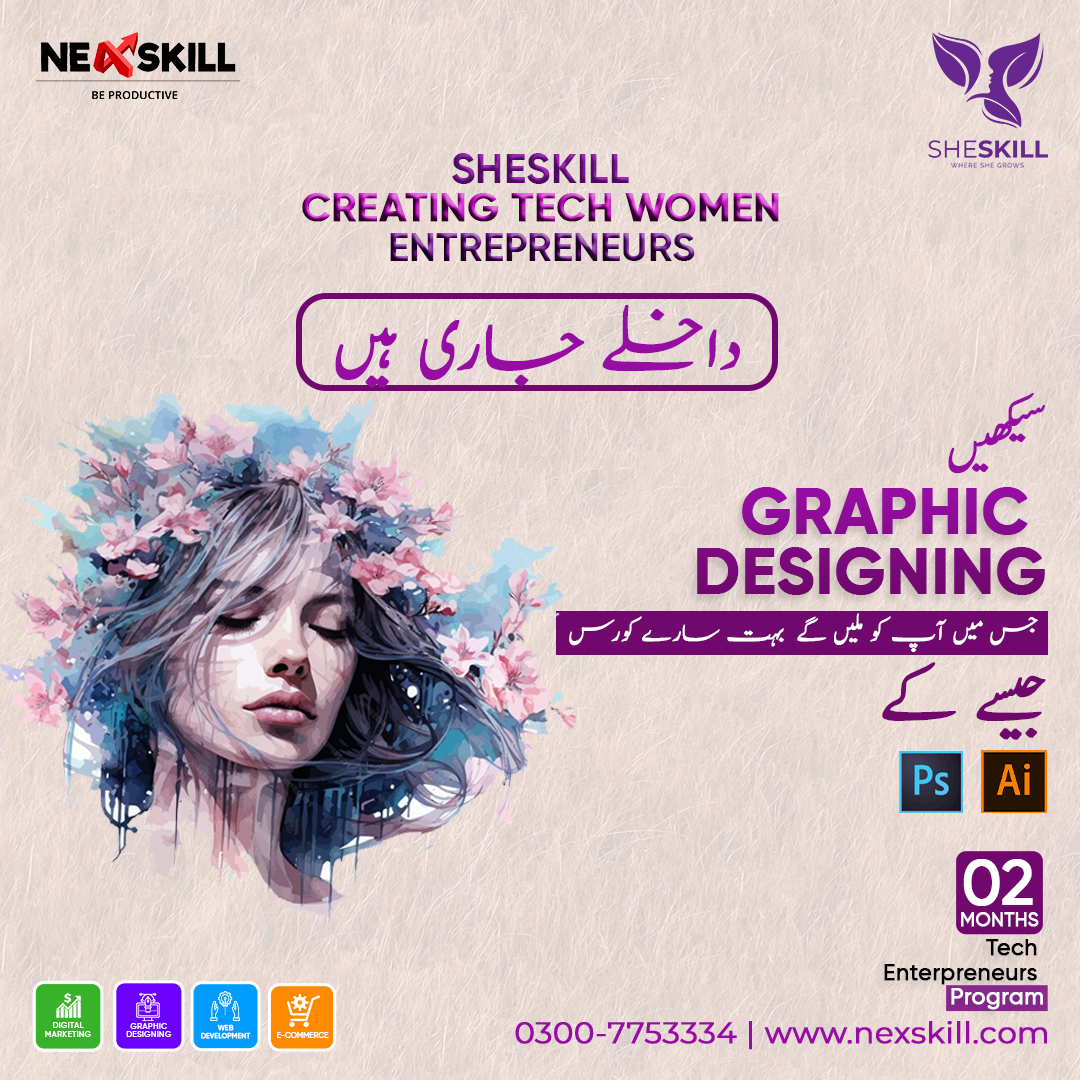 NEXSKILL
BE PRODUCTIVE
SHESKILL
WHERE SHE GROWS
SHESKILL
CREATING TECH WOMEN
ENTREPRENEURS
داخلے جاری ہیں
سیکھیں
GRAPHIC
DESIGNING
جس میں آپ کو ملیں گے بہت سارے کورس
جیسے کے
Ps Ai
02
MONTHS
Tech
Enterpreneurs
Program
$
DIGITAL
MARKETING
GRAPHIC
DESIGNING
WEB
DEVELOPMENT
E-COMMERCE
0300-7753334 | www.nexskill.com